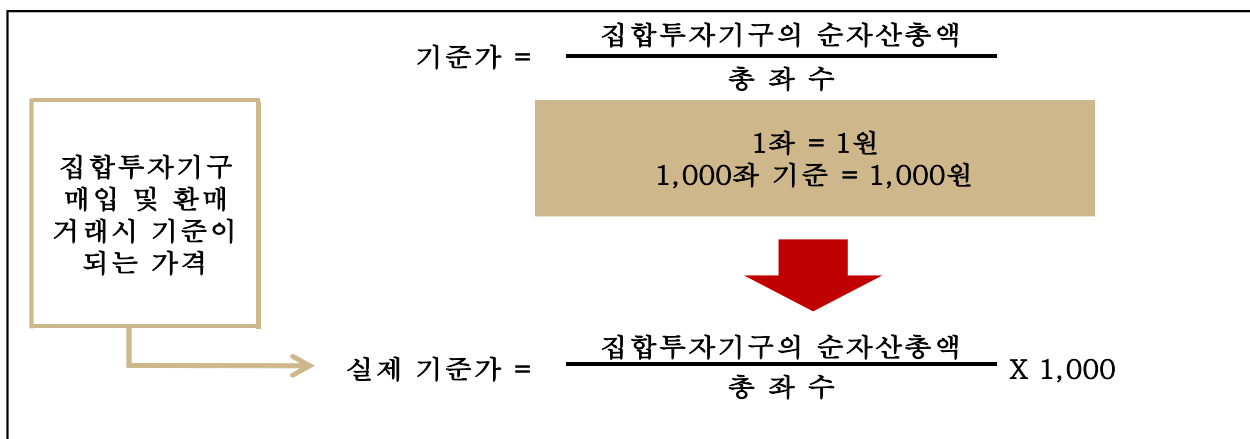 기준가 =
집합투자기구의 순자산총액
총 좌 수
1좌 = 1원
1,000좌 기준 = 1,000원
집합투자기구
매입 및 환매
거래시 기준이
되는 가격
실제 기준가 =
집합투자기구의 순자산총액
총 좌 수
X 1,000